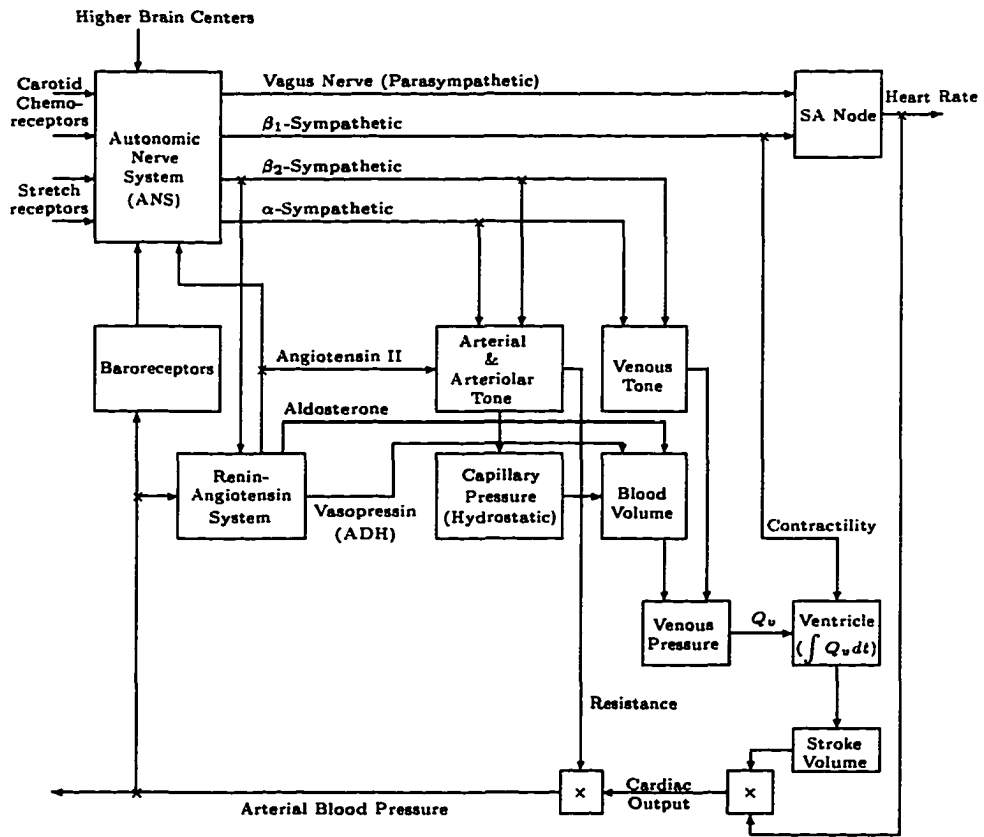 Higher Brain Centers
Carotid
Chemo-
receptors
Stretch
receptors
Autonomic
Nerve
System
(ANS)
Vagus Nerve (Parasympathetic)
β₁-Sympathetic
β₂-Sympathetic
α-Sympathetic
SA Node
Heart Rate
Baroreceptors
Angiotensin II
Arterial
&
Arteriolar
Tone
Venous
Tone
Aldosterone
Renin-
Angiotensin
System
Vasopressin
(ADH)
Capillary
Pressure
(Hydrostatic)
Blood
Volume
Contractility
Venous
Pressure
Qᵥ
Ventricle
(∫ Qᵥdt)
Resistance
Stroke
Volume
×
Cardiac
Output
×
Arterial Blood Pressure